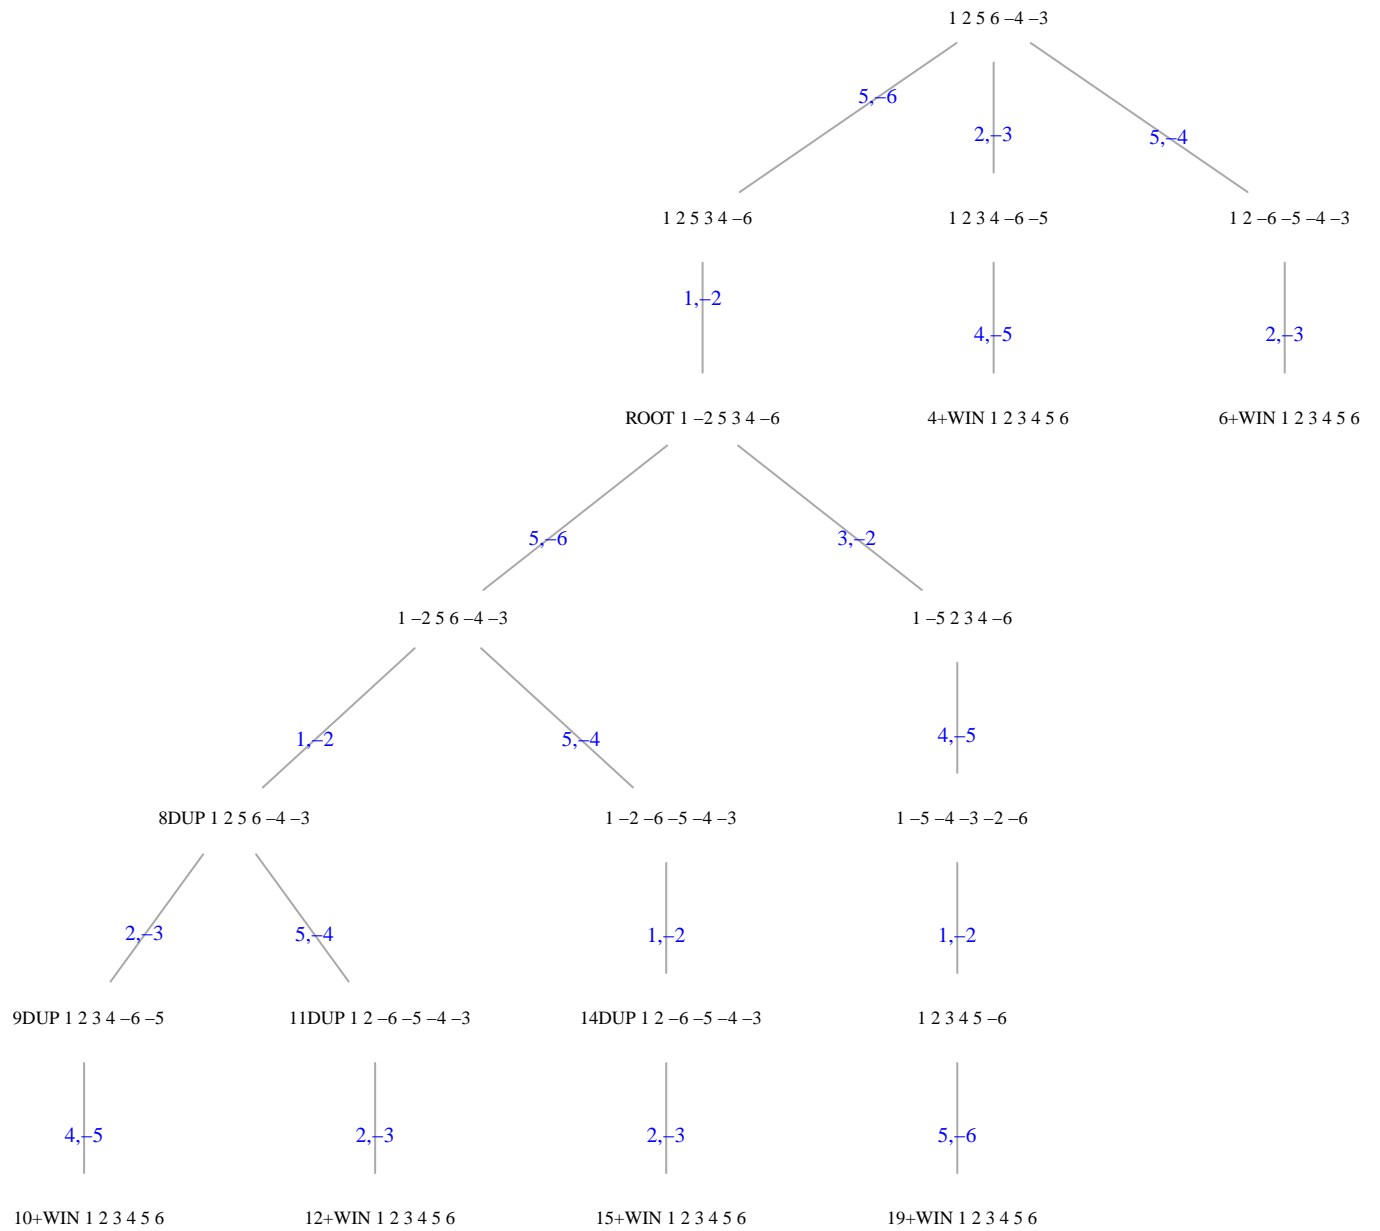 1 2 5 6 –4 –3
5,–6
2,–3
5,–4
1 2 5 3 4 –6
1 2 3 4 –6 –5
1 2 –6 –5 –4 –3
1,–2
4,–5
2,–3
ROOT 1 –2 5 3 4 –6
4+WIN 1 2 3 4 5 6
6+WIN 1 2 3 4 5 6
5,–6
3,–2
1 –2 5 6 –4 –3
1 –5 2 3 4 –6
1,–2
5,–4
4,–5
8DUP 1 2 5 6 –4 –3
1 –2 –6 –5 –4 –3
1 –5 –4 –3 –2 –6
2,–3
5,–4
1,–2
1,–2
9DUP 1 2 3 4 –6 –5
11DUP 1 2 –6 –5 –4 –3
14DUP 1 2 –6 –5 –4 –3
1 2 3 4 5 –6
4,–5
2,–3
2,–3
5,–6
10+WIN 1 2 3 4 5 6
12+WIN 1 2 3 4 5 6
15+WIN 1 2 3 4 5 6
19+WIN 1 2 3 4 5 6